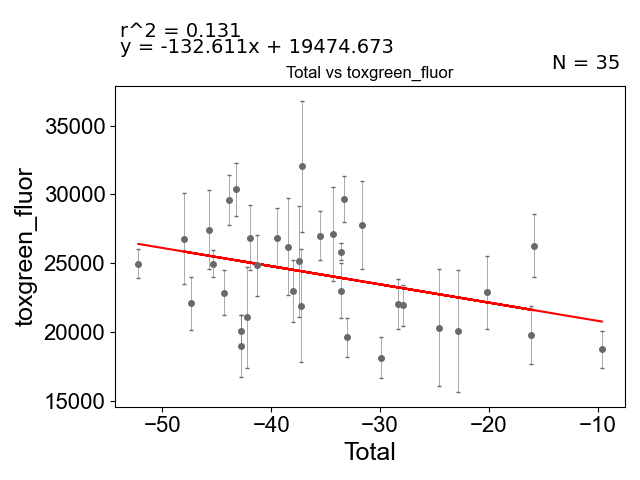 r^2 = 0.131
y = -132.611x + 19474.673
N = 35
Total vs toxgreen_fluor
35000
30000
25000
20000
15000
toxgreen_fluor
−50
−40
−30
−20
−10
Total